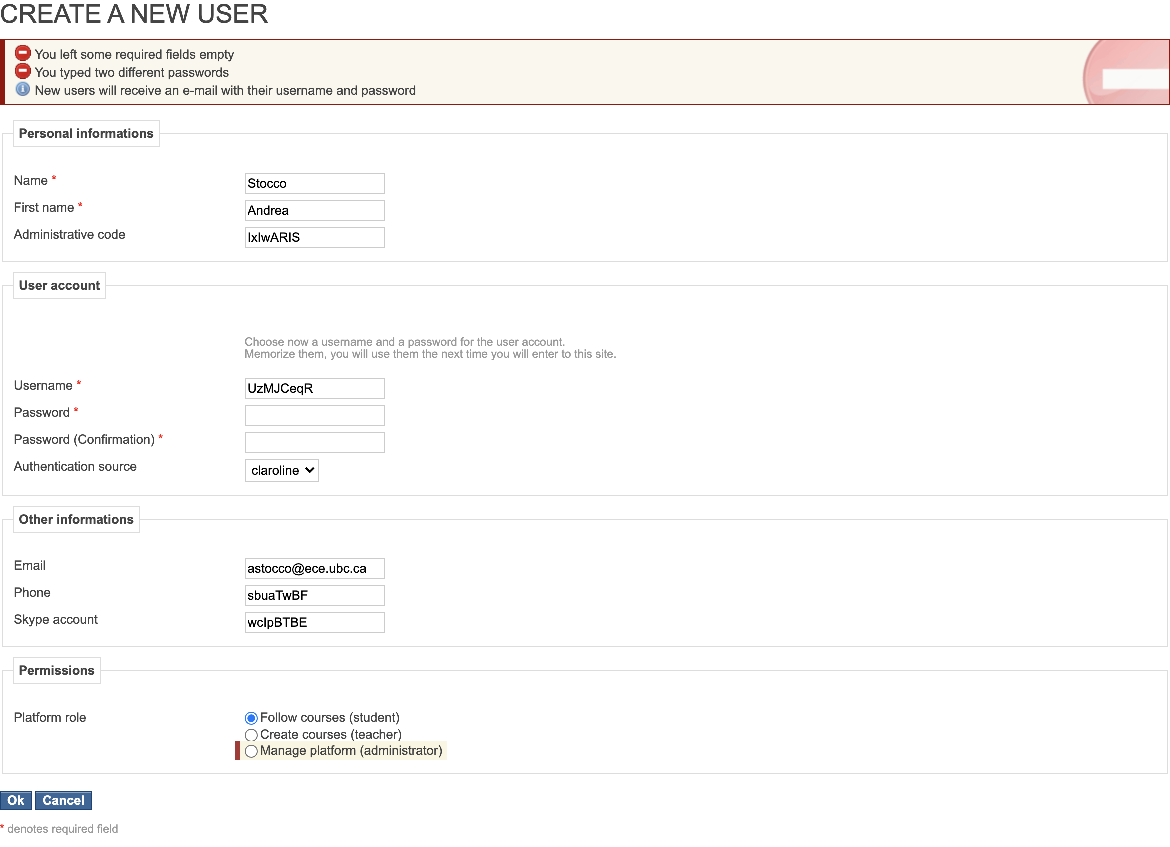 CREATE A NEW USER
You left some required fields empty
You typed two different passwords
New users will receive an e-mail with their username and password
Personal informations
Name * Stocco
First name * Andrea
Administrative code IxIwARIS
User account
Choose now a username and a password for the user account.
Memorize them, you will use them the next time you will enter to this site.
Username * UzMJCeqR
Password *
Password (Confirmation) *
Authentication source claroline
Other informations
Email astocco@ece.ubc.ca
Phone sbuaTwBF
Skype account wcIpBTBE
Permissions
Platform role Follow courses (student)
Create courses (teacher)
Manage platform (administrator)
Ok Cancel
* denotes required field